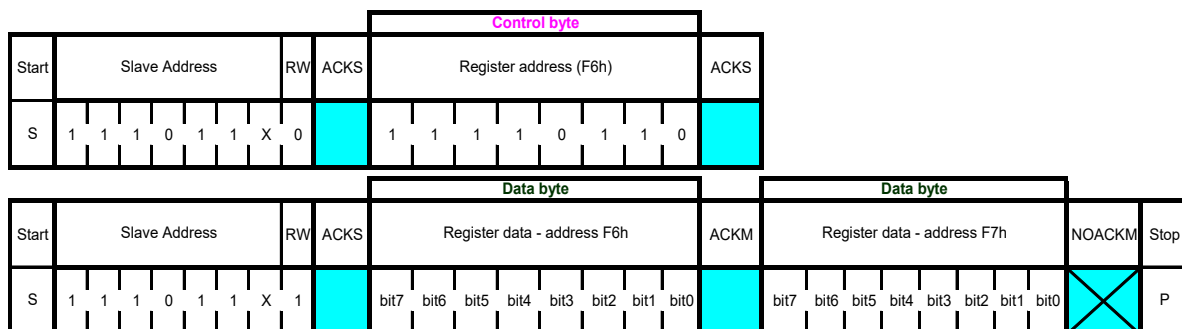 Control byte
Start Slave Address RW ACKS Register address (F6h) ACKS
S 1 1 1 0 1 1 X 0 1 1 1 1 0 1 1 0
Data byte Data byte
Start Slave Address RW ACKS Register data - address F6h ACKM Register data - address F7h NOACKM Stop
S 1 1 1 0 1 1 X 1 bit7 bit6 bit5 bit4 bit3 bit2 bit1 bit0 bit7 bit6 bit5 bit4 bit3 bit2 bit1 bit0 P